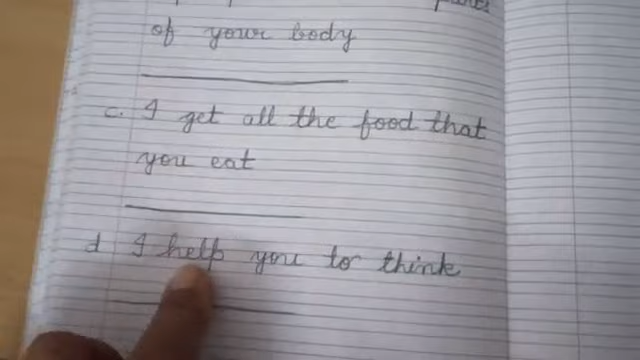 of your body
c. I get all the food that
you eat
d I help you to think